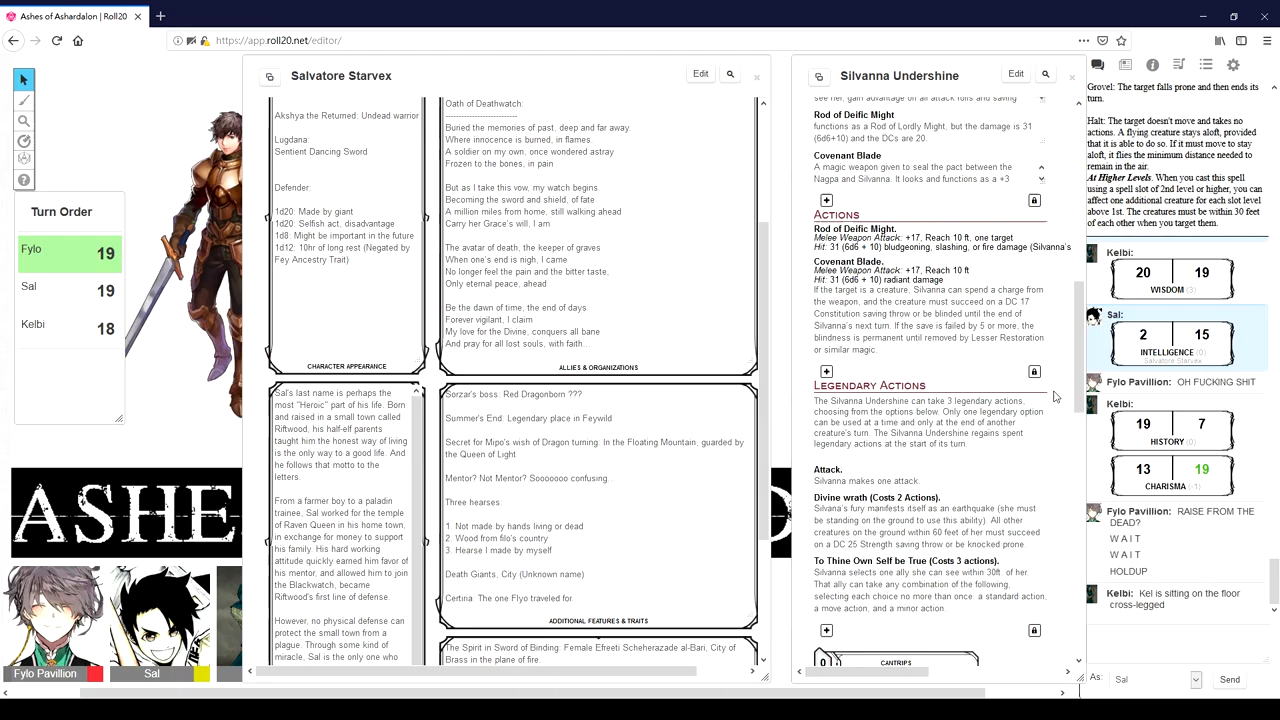 Ashes of Ashardalon | Roll20
https://app.roll20.net/editor/
Turn Order
Fylo 19
Sal 19
Kelbi 18
ASHE
Fylo Pavillion
Sal
Salvatore Starvex
Edit
Akshya the Returned: Undead warrior
Lugdana:
Sentient Dancing Sword
Defender:
1d20: Made by giant
1d20: Selfish act, disadvantage
1d8: Might be important in the future
1d12: 10hr of long rest (Negated by
Fey Ancestry Trait)
CHARACTER APPEARANCE
Oath of Deathwatch:
------------------------
Buried the memories of past, deep and far away.
Where innocence is burned, in flames.
A soldier on my own, once wondered astray
Frozen to the bones, in pain
But as I take this vow, my watch begins
Becoming the sword and shield, of fate
A million miles from home, still walking ahead
Carry her Grace's will, I am
The avatar of death, the keeper of graves
When one's end is nigh, I came
No longer feel the pain and the bitter taste,
Only eternal peace, ahead
Be the dawn of time, the end of days
Forever vigilant, I claim
My love for the Divine, conquers all bane
And pray for all lost souls, with faith...
ALLIES & ORGANIZATIONS
Sal's last name is perhaps the
most "Heroic" part of his life. Born
and raised in a small town called
Riftwood, his half-elf parents
taught him the honest way of living
is the only way to a good life. And
he follows that motto to the
letters.
From a farmer boy to a paladin
trainee, Sal worked for the temple
of Raven Queen in his home town,
in exchange for money to support
his family. His hard working
attitude quickly earned him favor of
his mentor, and allowed him to join
the Blackwatch, became
Riftwood's first line of defense.
However, no physical defense can
protect the small town from a
plague. Through some kind of
miracle, Sal is the only one who
Sorzar's boss: Red Dragonborn ???
Summer's End: Legendary place in Feywild
Secret for Mipo's wish of Dragon turning: In the Floating Mountain, guarded by
the Queen of Light
Mentor? Not Mentor? Sooooooo confusing..
Three hearses:
1. Not made by hands living or dead
2. Wood from filo's country
3. Hearse I made by myself
Death Giants, City (Unknown name)
Certina: The one Flyo traveled for.
ADDITIONAL FEATURES & TRAITS
The Spirit in Sword of Binding: Female Efreeti Scheherazade al-Bari, City of
Brass in the plane of fire.
Silvanna Undershine
Edit
see her, gain advantage on all attack rolls and saving
Rod of Deific Might
functions as a Rod of Lordly Might, but the damage is 31
(6d6+10) and the DCs are 20.
Covenant Blade
A magic weapon given to seal the pact between the
Nagpa and Silvanna. It looks and functions as a +3
ACTIONS
Rod of Deific Might.
Melee Weapon Attack: +17, Reach 10 ft, one target
Hit: 31 (6d6 + 10) bludgeoning, slashing, or fire damage (Silvanna's
Covenant Blade.
Melee Weapon Attack: +17, Reach 10 ft
Hit: 31 (6d6 + 10) radiant damage
If the target is a creature, Silvanna can spend a charge from
the weapon, and the creature must succeed on a DC 17
Constitution saving throw or be blinded until the end of
Silvanna's next turn. If the save is failed by 5 or more, the
blindness is permanent until removed by Lesser Restoration
or similar magic.
LEGENDARY ACTIONS
The Silvanna Undershine can take 3 legendary actions,
choosing from the options below. Only one legendary option
can be used at a time and only at the end of another
creature's turn. The Silvanna Undershine regains spent
legendary actions at the start of its turn.
Attack.
Silvanna makes one attack.
Divine wrath (Costs 2 Actions).
Silvana's fury manifests itself as an earthquake (she must
be standing on the ground to use this ability). All other
creatures on the ground within 60 feet of her must succeed
on a DC 25 Strength saving throw or be knocked prone.
To Thine Own Self be True (Costs 3 actions).
Silvanna selects one ally she can see within 30ft. of her.
That ally can take any combination of the following,
selecting each choice no more than once: a standard action,
a move action, and a minor action.
0
CANTRIPS
Grovel: The target falls prone and then ends its
turn.
Halt: The target doesn't move and takes no
actions. A flying creature stays aloft, provided
that it is able to do so. If it must move to stay
aloft, it flies the minimum distance needed to
remain in the air.
At Higher Levels. When you cast this spell
using a spell slot of 2nd level or higher, you can
affect one additional creature for each slot level
above 1st. The creatures must be within 30 feet
of each other when you target them.
Kelbi:
20 19
WISDOM (3)
Sal:
2 15
INTELLIGENCE (0)
Salvatore Starvex
Fylo Pavillion: OH FUCKING SHIT
Kelbi:
19 7
HISTORY (0)
13 19
CHARISMA (-1)
Fylo Pavillion: RAISE FROM THE
DEAD?
W A I T
W A I T
HOLDUP
Kelbi: Kel is sitting on the floor
cross-legged
As: Sal
Send